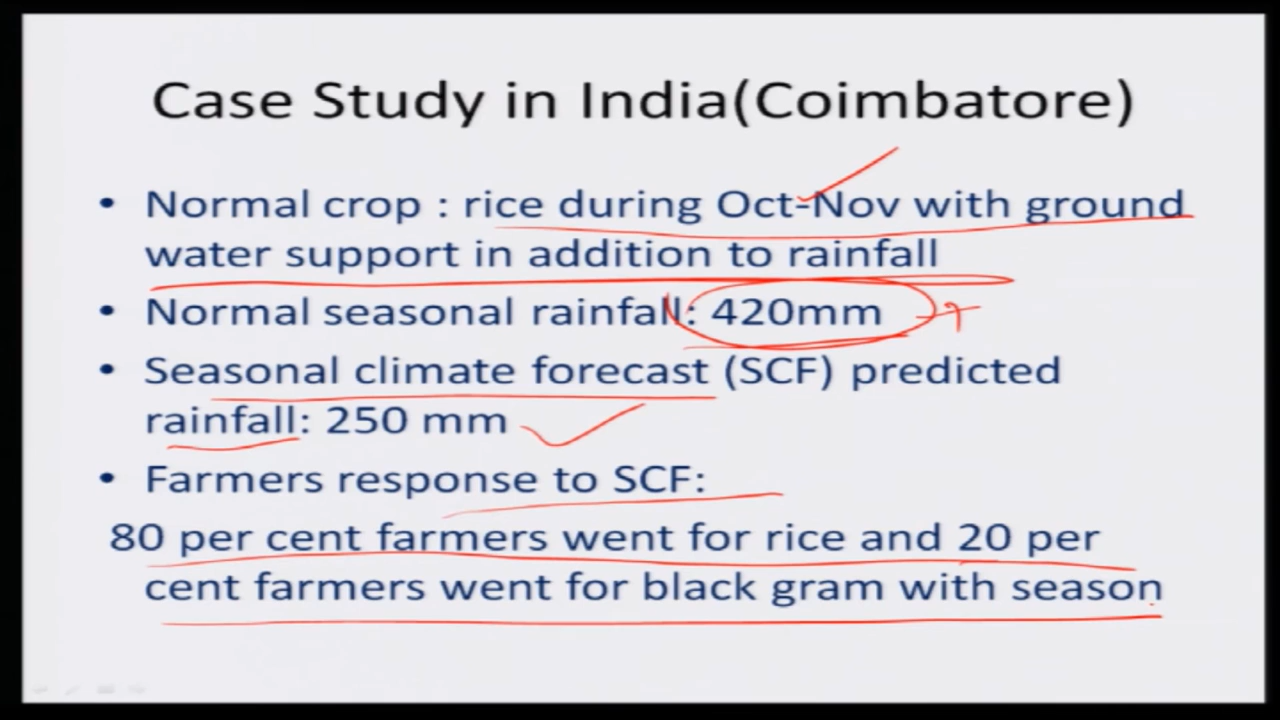 Case Study in India(Coimbatore)
• Normal crop : rice during Oct-Nov with ground
water support in addition to rainfall
• Normal seasonal rainfall: 420mm
• Seasonal climate forecast (SCF) predicted
rainfall: 250 mm
• Farmers response to SCF:
80 per cent farmers went for rice and 20 per
cent farmers went for black gram with season